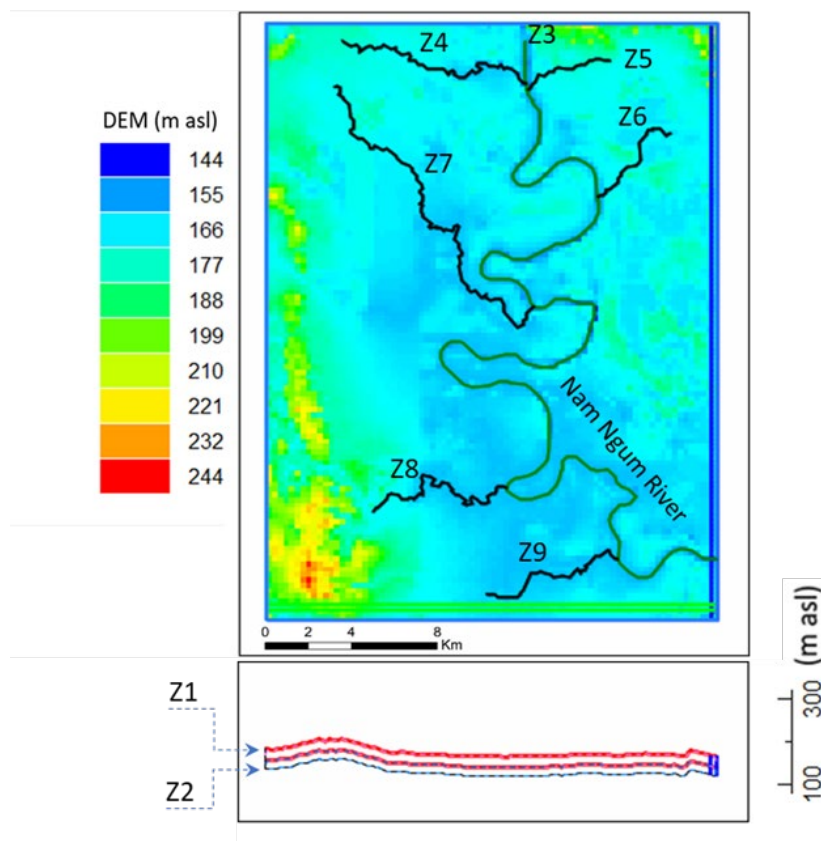 Z4
Z3
Z5
Z6
Z7
DEM (m asl)
144
155
166
177
188
199
210
221
232
244
Nam Ngum River
Z8
Z9
0 2 4 8
Km
(m asl)
300
100
Z1
Z2